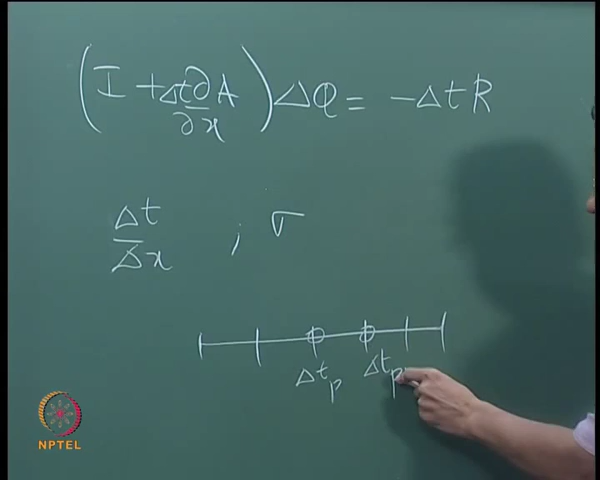 (I + Δt ∂A/∂x) ΔQ = -Δt R
Δt/Δx ; σ
Δt_p Δt_p
NPTEL